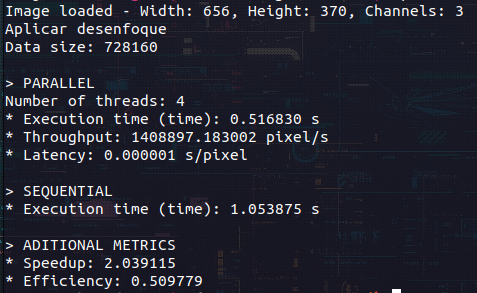 Image loaded - Width: 656, Height: 370, Channels: 3
Aplicar desenfoque
Data size: 728160
> PARALLEL
Number of threads: 4
* Execution time (time): 0.516830 s
* Throughput: 1408897.183002 pixel/s
* Latency: 0.000001 s/pixel
> SEQUENTIAL
* Execution time (time): 1.053875 s
> ADITIONAL METRICS
* Speedup: 2.039115
* Efficiency: 0.509779